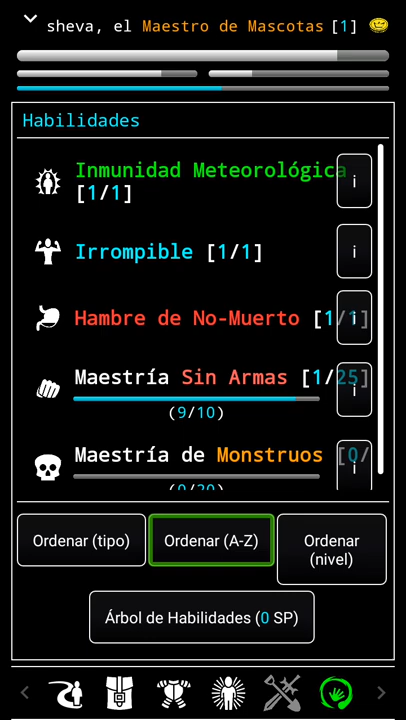 sheva, el Maestro de Mascotas [1]
Habilidades
Inmunidad Meteorológica
[1/1]
i
Irrompible [1/1]
i
Hambre de No-Muerto [1/1]
i
Maestría Sin Armas [1/25]
i
(9/10)
Maestría de Monstruos [0/
i
(0/20)
Ordenar (tipo)
Ordenar (A-Z)
Ordenar
(nivel)
Árbol de Habilidades (0 SP)